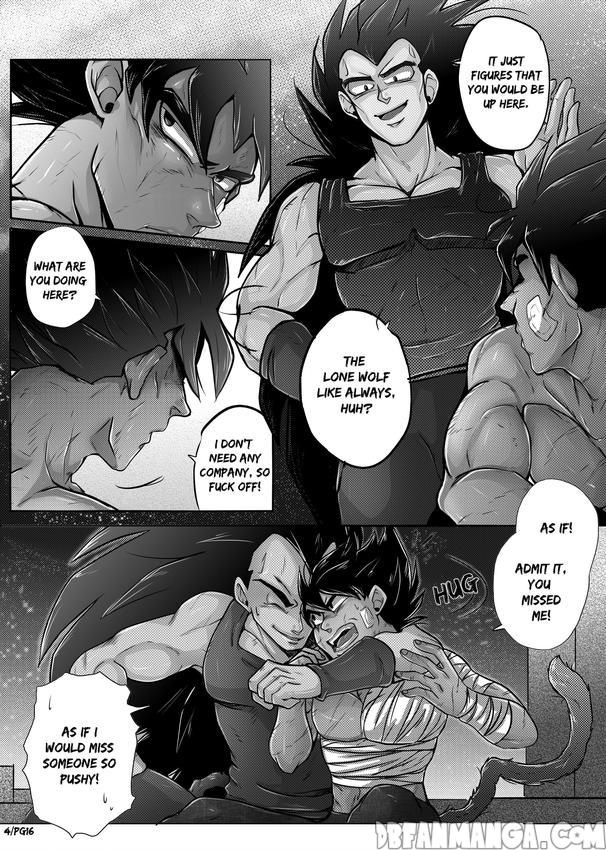 IT JUST
FIGURES THAT
YOU WOULD BE
UP HERE.
WHAT ARE
YOU DOING
HERE?
THE
LONE WOLF
LIKE ALWAYS,
HUH?
I DON'T
NEED ANY
COMPANY, SO
FUCK OFF!
AS IF!
ADMIT IT,
YOU
MISSED
ME!
HUG
AS IF I
WOULD MISS
SOMEONE SO
PUSHY!
4/PG16
DBFANMANGA.COM